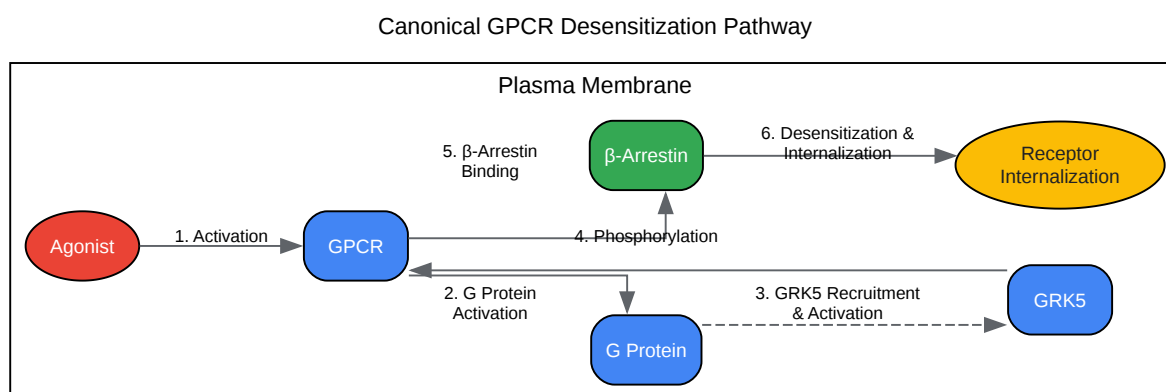 Canonical GPCR Desensitization Pathway
Plasma Membrane
5. β-Arrestin
Binding
β-Arrestin
6. Desensitization &
Internalization
Receptor
Internalization
Agonist
1. Activation
GPCR
4. Phosphorylation
2. G Protein
Activation
G Protein
3. GRK5 Recruitment
& Activation
GRK5